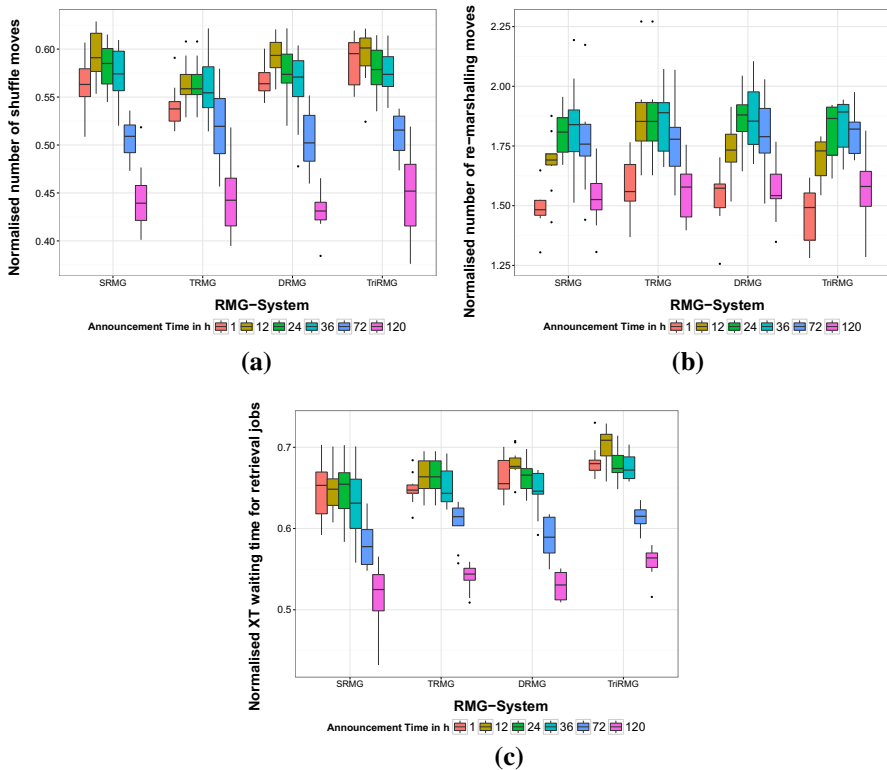 Normalised number of shuffle moves
0.60
0.55
0.50
0.45
0.40
SRMG TRMG DRMG TriRMG
RMG-System
Announcement Time in h 1 12 24 36 72 120
(a)
Normalised number of re-marshalling moves
2.25
2.00
1.75
1.50
1.25
SRMG TRMG DRMG TriRMG
RMG-System
Announcement Time in h 1 12 24 36 72 120
(b)
Normalised XT waiting time for retrieval jobs
0.7
0.6
0.5
SRMG TRMG DRMG TriRMG
RMG-System
Announcement Time in h 1 12 24 36 72 120
(c)